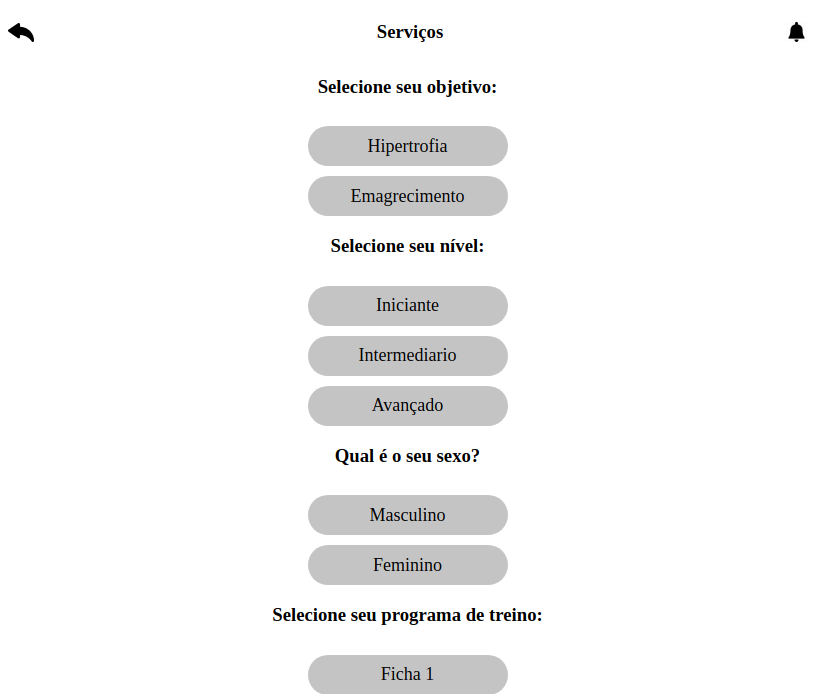 Serviços
Selecione seu objetivo:
Hipertrofia
Emagrecimento
Selecione seu nível:
Iniciante
Intermediario
Avançado
Qual é o seu sexo?
Masculino
Feminino
Selecione seu programa de treino:
Ficha 1